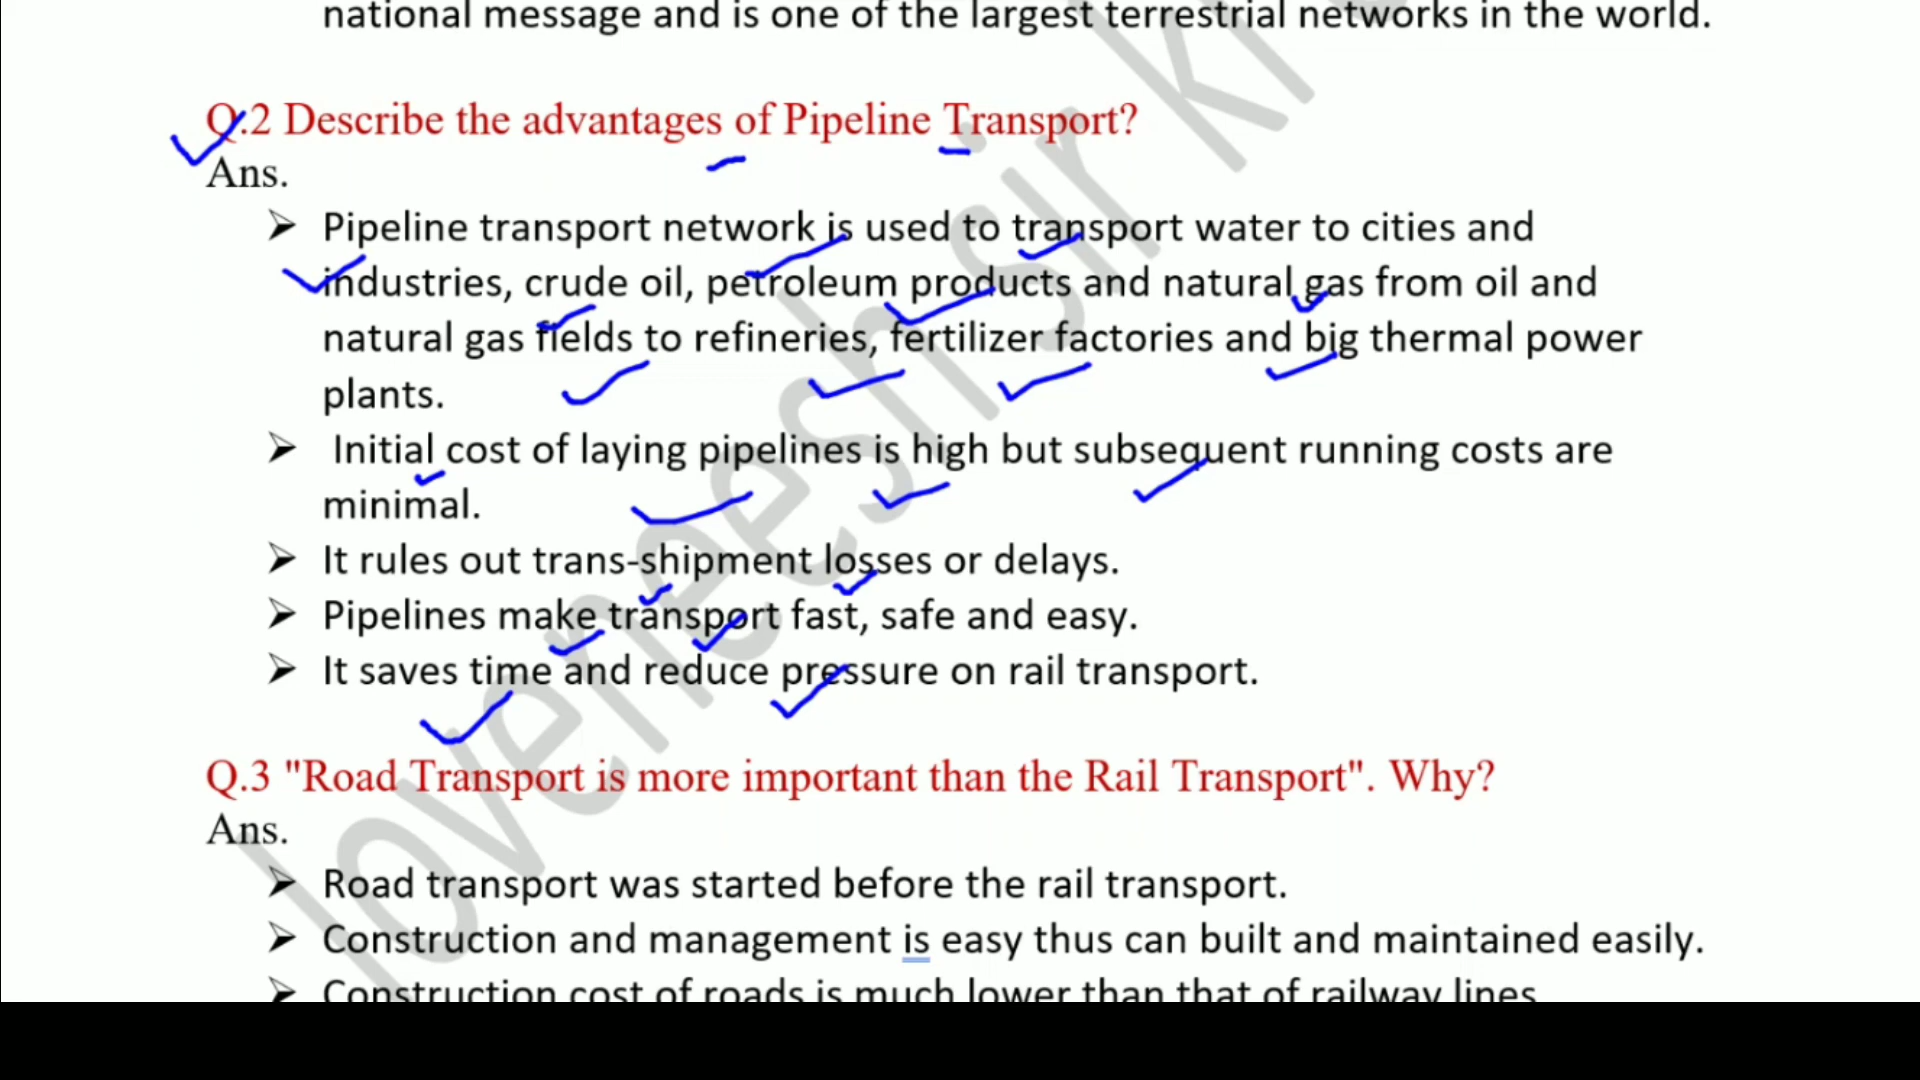 national message and is one of the largest terrestrial networks in the world.
Q.2 Describe the advantages of Pipeline Transport?
Ans.
➢ Pipeline transport network is used to transport water to cities and
industries, crude oil, petroleum products and natural gas from oil and
natural gas fields to refineries, fertilizer factories and big thermal power
plants.
➢ Initial cost of laying pipelines is high but subsequent running costs are
minimal.
➢ It rules out trans-shipment losses or delays.
➢ Pipelines make transport fast, safe and easy.
➢ It saves time and reduce pressure on rail transport.
Q.3 "Road Transport is more important than the Rail Transport". Why?
Ans.
➢ Road transport was started before the rail transport.
➢ Construction and management is easy thus can built and maintained easily.
➢ Construction cost of roads is much lower than that of railway lines
loveneesh sir